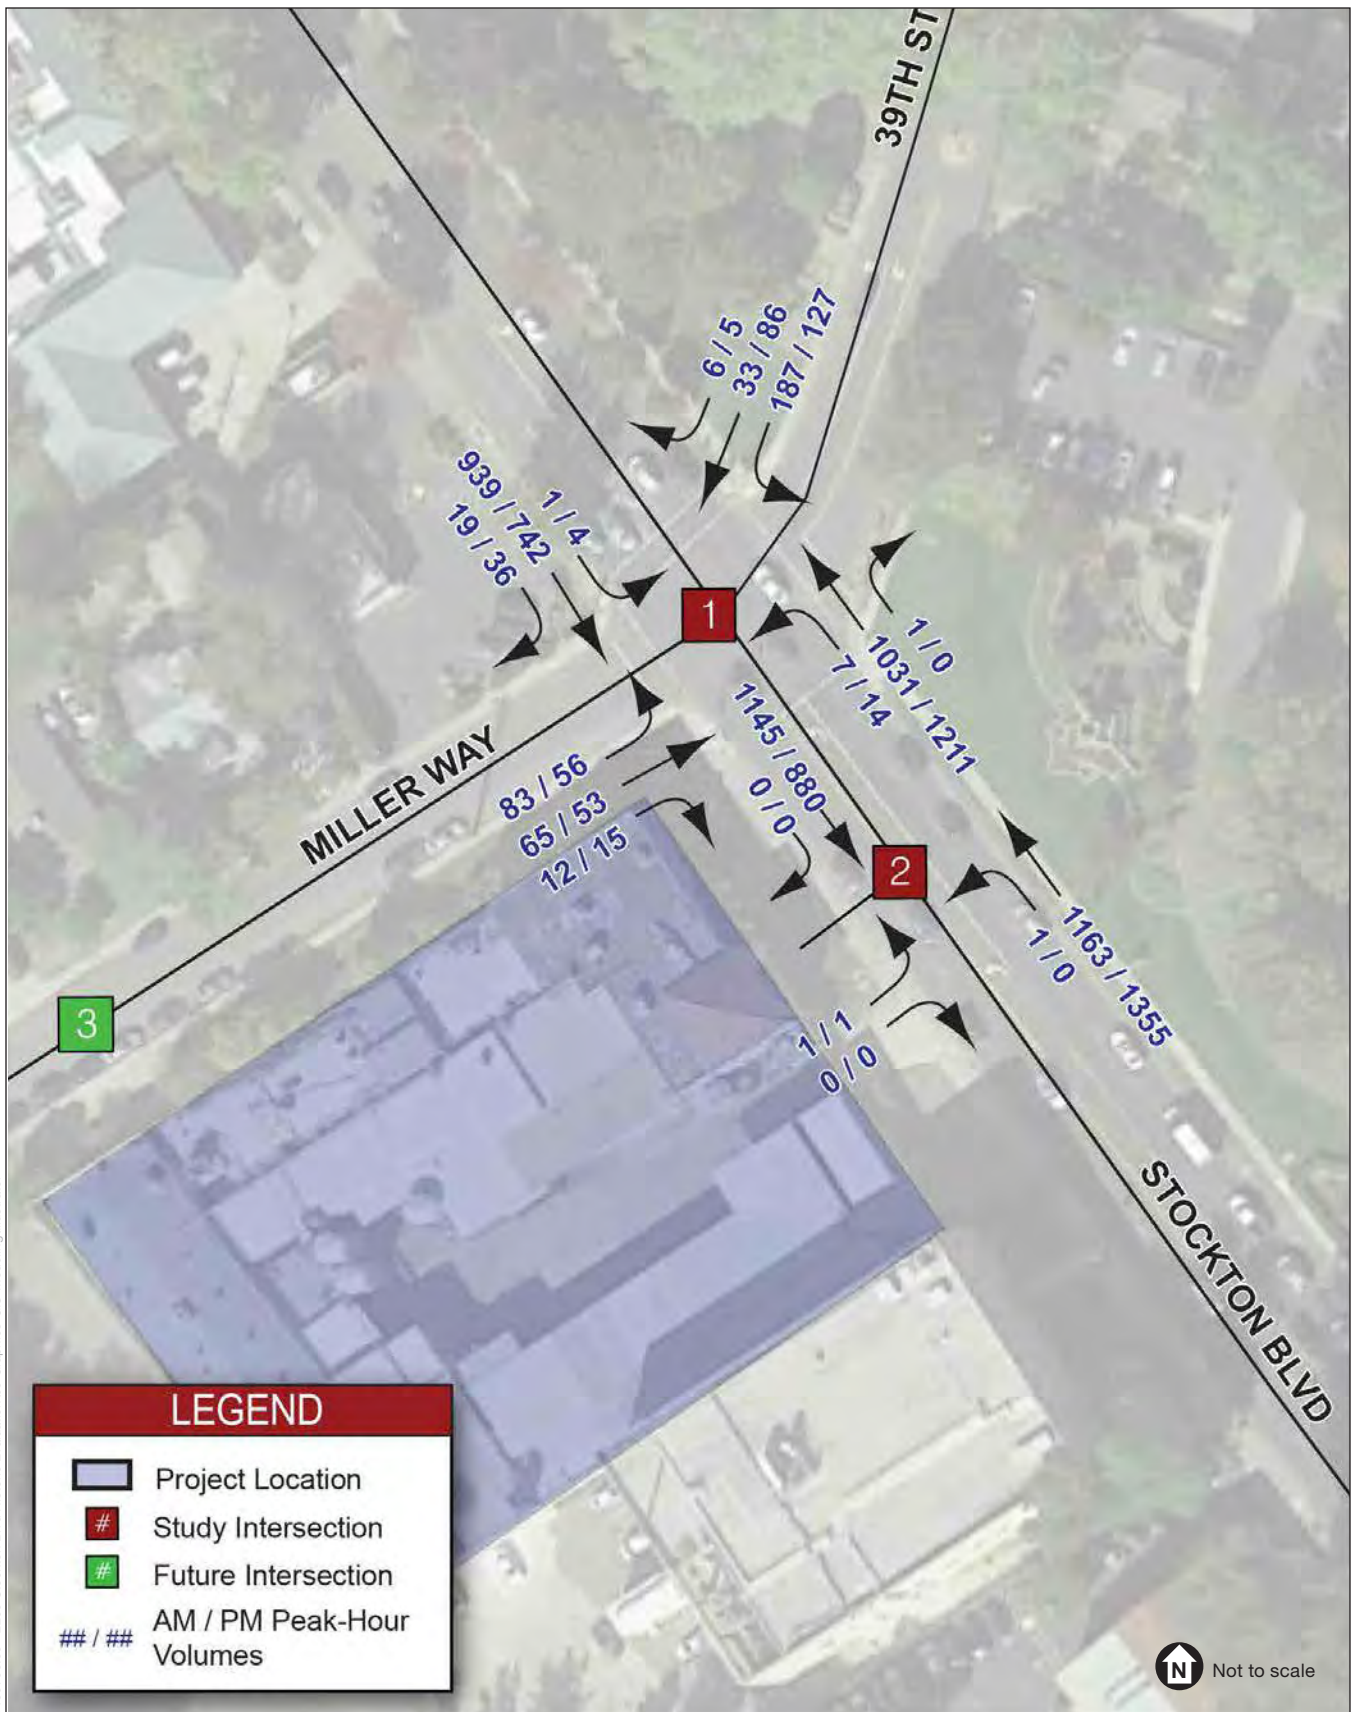 39TH ST
6 / 5
33 / 86
187 / 127
1 / 4
939 / 742
19 / 36
1
1 / 0
1031 / 1211
7 / 14
MILLER WAY
83 / 56
65 / 53
12 / 15
1145 / 880
0 / 0
2
1163 / 1355
1 / 0
1 / 1
0 / 0
3
STOCKTON BLVD
LEGEND
Project Location
# Study Intersection
# Future Intersection
## / ## AM / PM Peak-Hour
Volumes
N Not to scale